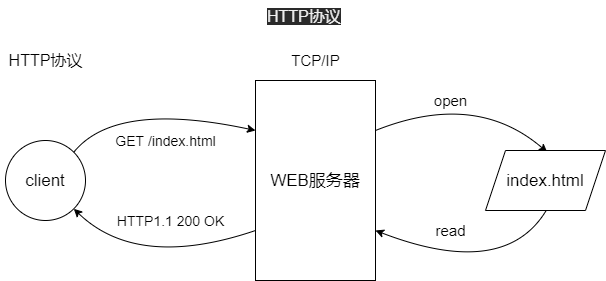 HTTP协议
HTTP协议
TCP/IP
open
GET /index.html
client
WEB服务器
index.html
HTTP1.1 200 OK
read